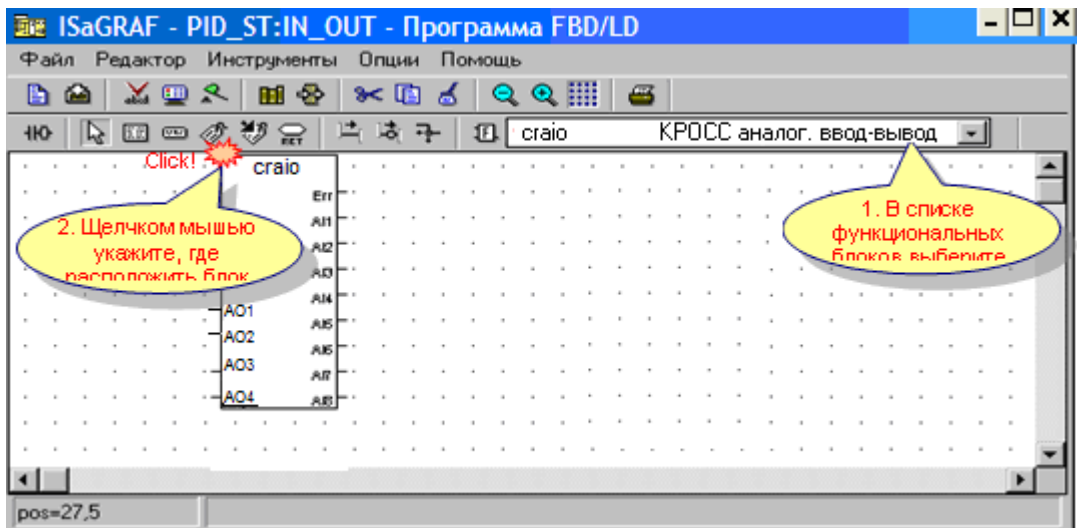 ISaGRAF - PID_ST:IN_OUT - Программа FBD/LD
Файл Редактор Инструменты Опции Помощь
craio КРОСС аналог. ввод-вывод
Click!
craio
Err
AI1
AI2
AI3
AI4
AI5
AI6
AI7
AI8
AO1
AO2
AO3
AO4
2. Щелчком мышью
укажите, где
расположить блок
1. В списке
функциональных
блоков выберите
pos=27,5